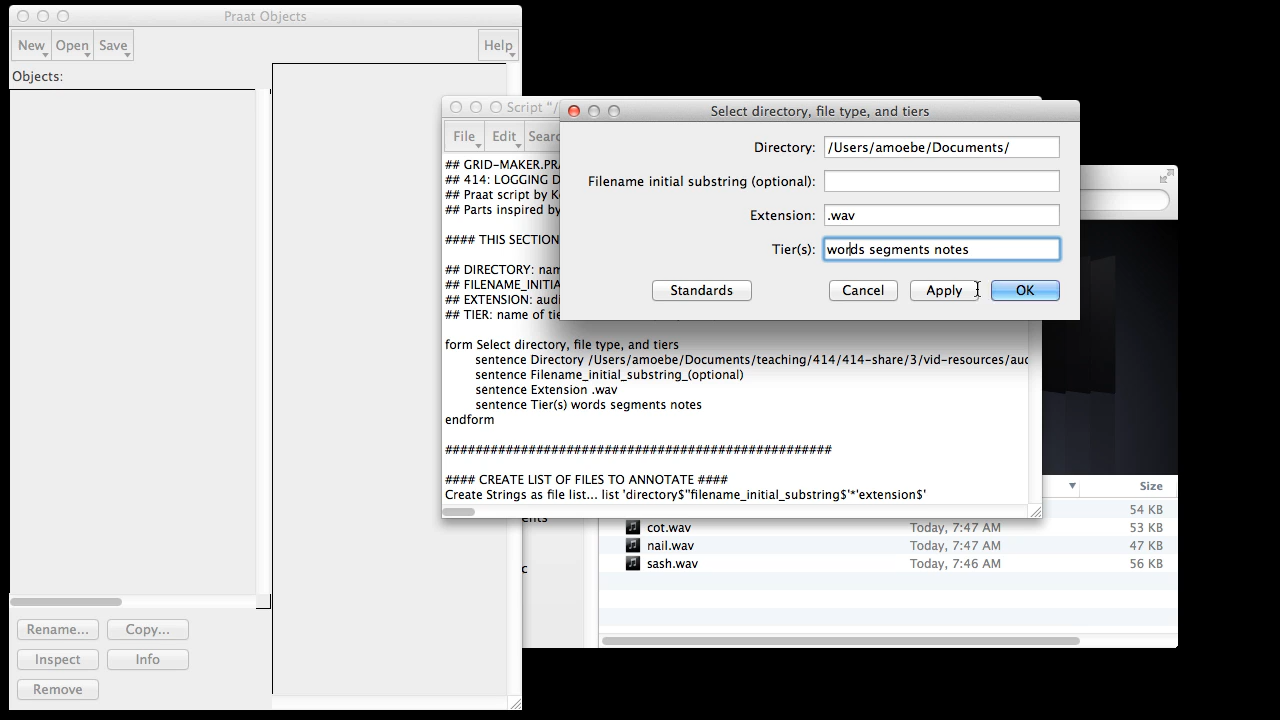 Praat Objects
New Open Save Help
Objects:
Rename... Copy...
Inspect Info
Remove
Script "/
File Edit Searc
## GRID-MAKER.PRA
## 414: LOGGING D
## Praat script by K
## Parts inspired by
#### THIS SECTION
## DIRECTORY: nam
## FILENAME_INITIA
## EXTENSION: audi
## TIER: name of tie
form Select directory, file type, and tiers
sentence Directory /Users/amoebe/Documents/teaching/414/414-share/3/vid-resources/aud
sentence Filename_initial_substring_(optional)
sentence Extension .wav
sentence Tier(s) words segments notes
endform
##################################################
#### CREATE LIST OF FILES TO ANNOTATE ####
Create Strings as file list... list 'directory$''filename_initial_substring$'*'extension$'
Select directory, file type, and tiers
Directory: /Users/amoebe/Documents/
Filename initial substring (optional):
Extension: .wav
Tier(s): words segments notes
Standards Cancel Apply OK
Size
54 KB
cot.wav Today, 7:47 AM 53 KB
nail.wav Today, 7:47 AM 47 KB
sash.wav Today, 7:46 AM 56 KB